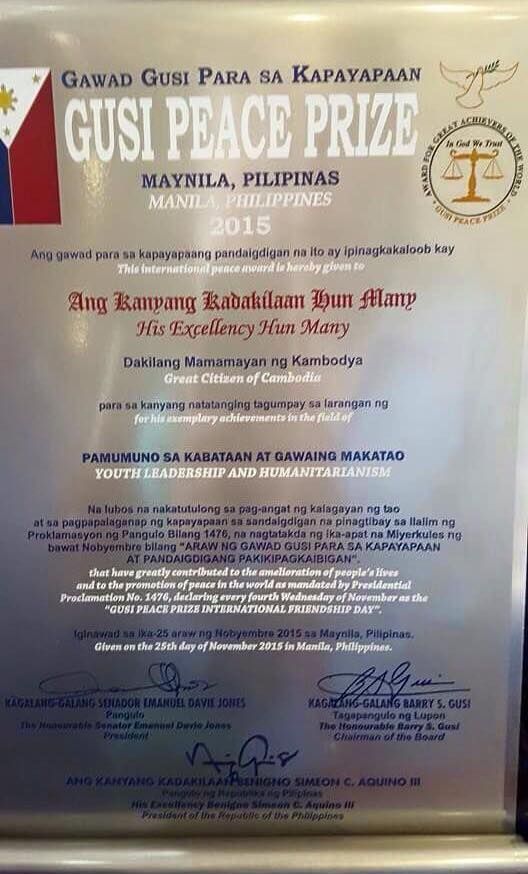 GAWAD GUSI PARA SA KAPAYAPAAN
GUSI PEACE PRIZE
MAYNILA, PILIPINAS
MANILA, PHILIPPINES
2015
AWARD FOR GREAT ACHIEVERS OF THE WORLD
In God We Trust
GUSI PEACE PRIZE
Ang gawad para sa kapayapaang pandaigdigan na ito ay ipinagkakaloob kay
This international peace award is hereby given to
Ang Kanyang Kadakilaan Hun Many
His Excellency Hun Many
Dakilang Mamamayan ng Kambodya
Great Citizen of Cambodia
para sa kanyang natatanging tagumpay sa larangan ng
for his exemplary achievements in the field of
PAMUMUNO SA KABATAAN AT GAWAING MAKATAO
YOUTH LEADERSHIP AND HUMANITARIANISM
Na lubos na nakatutulong sa pag-angat ng kalagayan ng tao
at sa pagpapalaganap ng kapayapaan sa sandaigdigan na pinagtibay sa Ilalim ng
Proklamasyon ng Pangulo Bilang 1476, na nagtatakda ng ika-apat na Miyerkules ng
bawat Nobyembre bilang "ARAW NG GAWAD GUSI PARA SA KAPAYAPAAN
AT PANDAIGDIGANG PAKIKIPAGKAIBIGAN".
that have greatly contributed to the amelioration of people's lives
and to the promotion of peace in the world as mandated by Presidential
Proclamation No. 1476, declaring every fourth Wednesday of November as the
"GUSI PEACE PRIZE INTERNATIONAL FRIENDSHIP DAY".
Iginawad sa ika-25 araw ng Nobyembre 2015 sa Maynila, Pilipinas.
Given on the 25th day of November 2015 in Manila, Philippines.
KAGALANG-GALANG SENADOR EMANUEL DAVIE JONES
Pangulo
The Honourable Senator Emanuel Davie Jones
President
KAGALANG-GALANG BARRY S. GUSI
Tagapangulo ng Lupon
The Honorable Barry S. Gusi
Chairman of the Board
ANG KANYANG KADAKILAAN BENIGNO SIMEON C. AQUINO III
Pangulo ng Republika ng Pilipinas
His Excellency Benigno Simeon C. Aquino III
President of the Republic of the Philippines